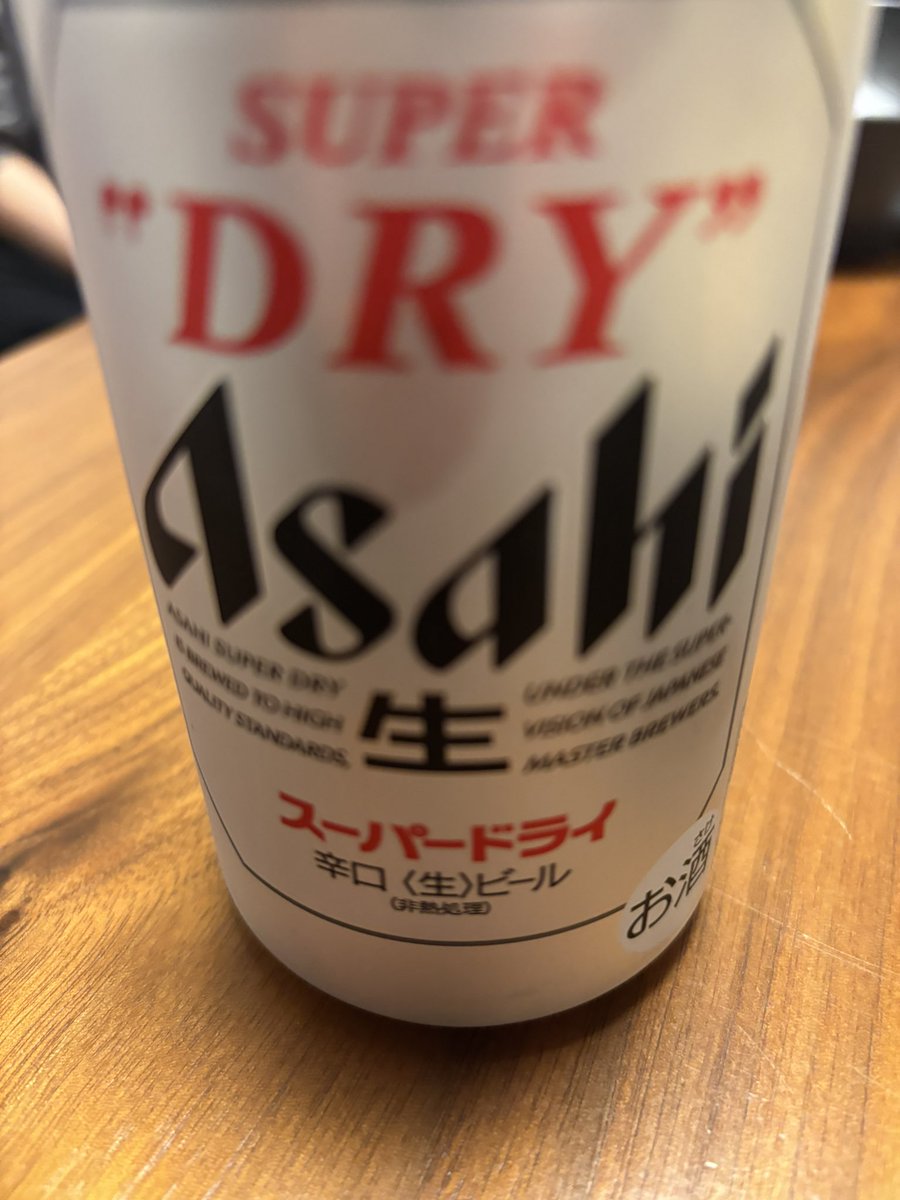 SUPER
"DRY"
Asahi
ASAHI SUPER DRY
IS BREWED TO HIGH
QUALITY STANDARDS,
UNDER THE SUPER-
VISION OF JAPANESE
MASTER BREWERS.
生
スーパードライ
辛口〈生〉ビール
(非熱処理)
さけ
お酒